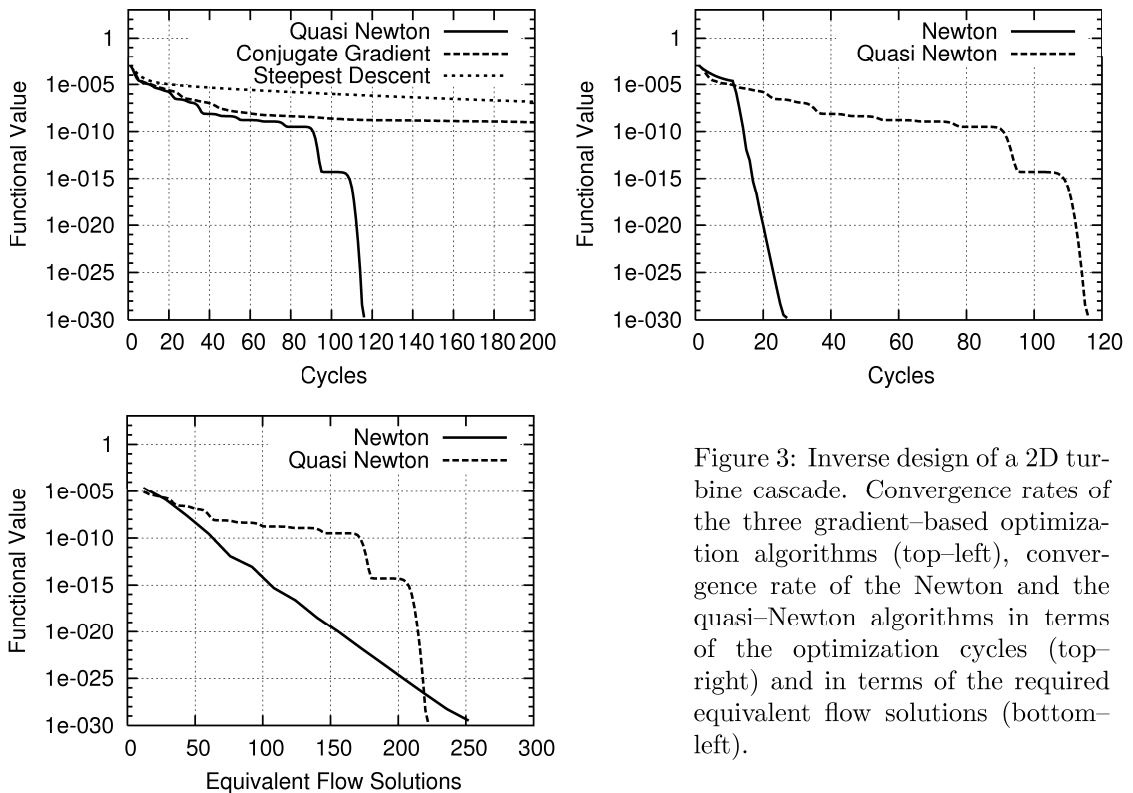 Quasi Newton
Conjugate Gradient
Steepest Descent
1
1e-005
1e-010
1e-015
1e-020
1e-025
1e-030
0 20 40 60 80 100 120 140 160 180 200
Functional Value
Cycles
Newton
Quasi Newton
1
1e-005
1e-010
1e-015
1e-020
1e-025
1e-030
0 20 40 60 80 100 120
Functional Value
Cycles
Newton
Quasi Newton
1
1e-005
1e-010
1e-015
1e-020
1e-025
1e-030
0 50 100 150 200 250 300
Functional Value
Equivalent Flow Solutions
Figure 3: Inverse design of a 2D tur-
bine cascade. Convergence rates of
the three gradient–based optimiza-
tion algorithms (top–left), conver-
gence rate of the Newton and the
quasi–Newton algorithms in terms
of the optimization cycles (top–
right) and in terms of the required
equivalent flow solutions (bottom–
left).